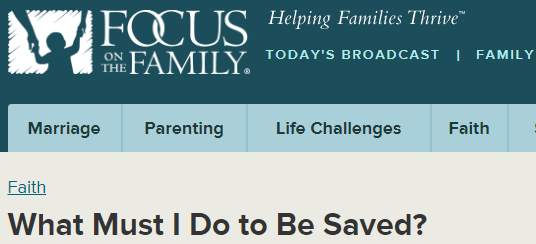 FOCUS
ON THE
FAMILY®
Helping Families Thrive™
TODAY'S BROADCAST | FAMILY
Marriage
Parenting
Life Challenges
Faith
Faith
What Must I Do to Be Saved?